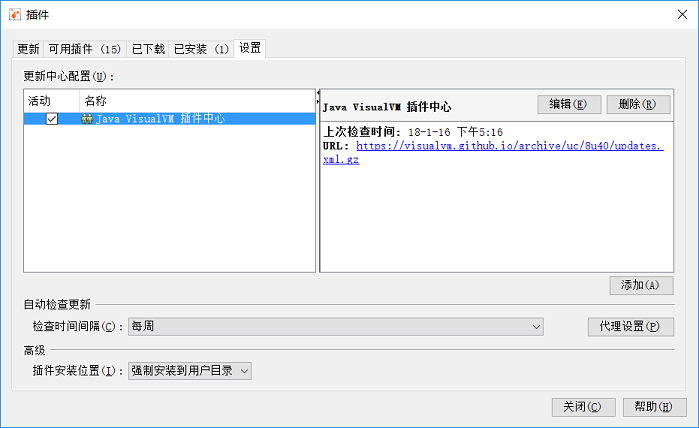 插件
更新 可用插件 (15) 已下载 已安装 (1) 设置
更新中心配置(U):
活动 名称
Java VisualVM 插件中心
Java VisualVM 插件中心 编辑(E) 删除(R)
上次检查时间: 18-1-16 下午5:16
URL: https://visualvm.github.io/archive/uc/8u40/updates.
xml.gz
添加(A)
自动检查更新
检查时间间隔(C): 每周 代理设置(P)
高级
插件安装位置(I): 强制安装到用户目录
关闭(C) 帮助(H)